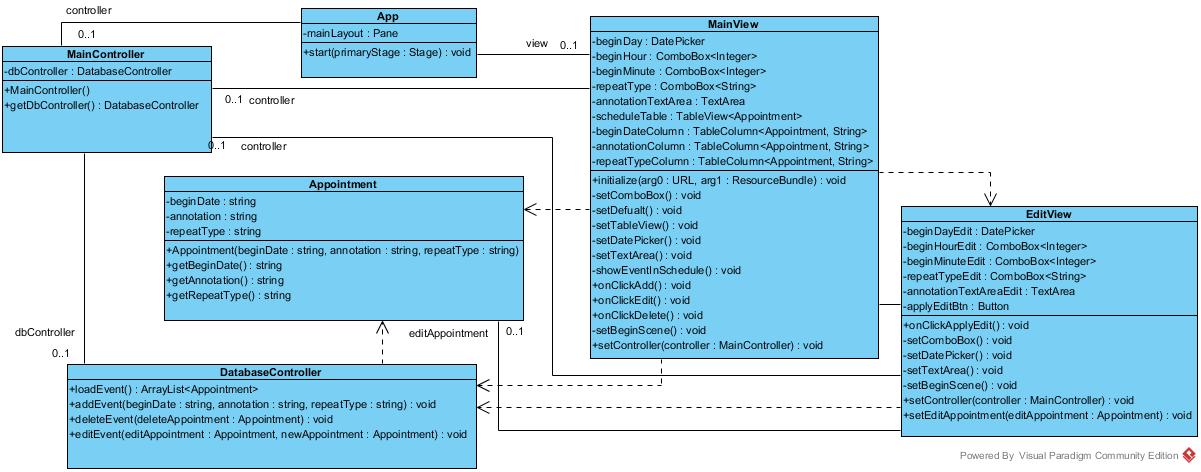 controller
0..1
App
-mainLayout : Pane
+start(primaryStage : Stage) : void
view 0..1
MainController
-dbController : DatabaseController
+MainController()
+getDbController() : DatabaseController
0..1 controller
0..1 controller
MainView
-beginDay : DatePicker
-beginHour : ComboBox<Integer>
-beginMinute : ComboBox<Integer>
-repeatType : ComboBox<String>
-annotationTextArea : TextArea
-scheduleTable : TableView<Appointment>
-beginDateColumn : TableColumn<Appointment, String>
-annotationColumn : TableColumn<Appointment, String>
-repeatTypeColumn : TableColumn<Appointment, String>
+initialize(arg0 : URL, arg1 : ResourceBundle) : void
-setComboBox() : void
-setDefualt() : void
-setTableView() : void
-setDatePicker() : void
-setTextArea() : void
-showEventInSchedule() : void
+onClickAdd() : void
+onClickEdit() : void
+onClickDelete() : void
-setBeginScene() : void
+setController(controller : MainController) : void
Appointment
-beginDate : string
-annotation : string
-repeatType : string
+Appointment(beginDate : string, annotation : string, repeatType : string)
+getBeginDate() : string
+getAnnotation() : string
+getRepeatType() : string
EditView
-beginDayEdit : DatePicker
-beginHourEdit : ComboBox<Integer>
-beginMinuteEdit : ComboBox<Integer>
-repeatTypeEdit : ComboBox<String>
-annotationTextAreaEdit : TextArea
-applyEditBtn : Button
+onClickApplyEdit() : void
-setComboBox() : void
-setDatePicker() : void
-setTextArea() : void
-setBeginScene() : void
+setController(controller : MainController) : void
+setEditAppointment(editAppointment : Appointment) : void
dbController
0..1
editAppointment 0..1
DatabaseController
+loadEvent() : ArrayList<Appointment>
+addEvent(beginDate : string, annotation : string, repeatType : string) : void
+deleteEvent(deleteAppointment : Appointment) : void
+editEvent(editAppointment : Appointment, newAppointment : Appointment) : void
Powered By Visual Paradigm Community Edition